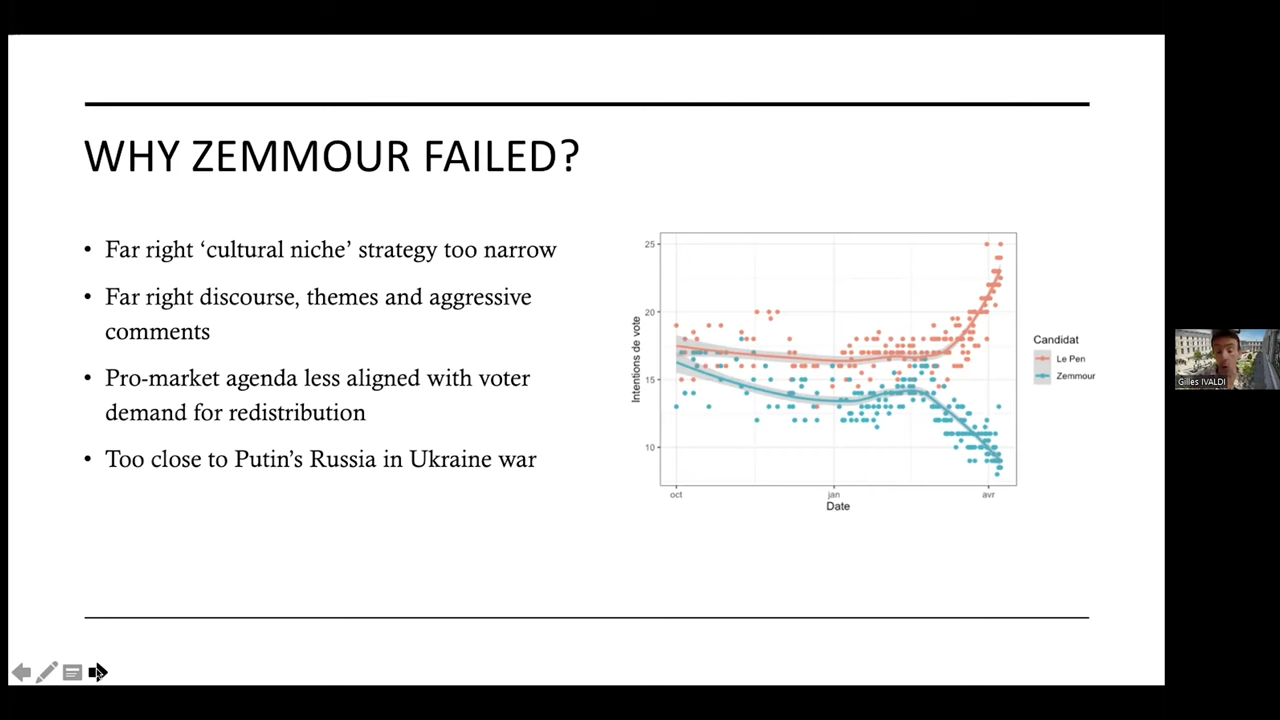 WHY ZEMMOUR FAILED?
• Far right ‘cultural niche’ strategy too narrow
• Far right discourse, themes and aggressive
comments
• Pro-market agenda less aligned with voter
demand for redistribution
• Too close to Putin’s Russia in Ukraine war
Intentions de vote
25
20
15
10
oct
jan
avr
Date
Candidat
Le Pen
Zemmour
Gilles IVALDI